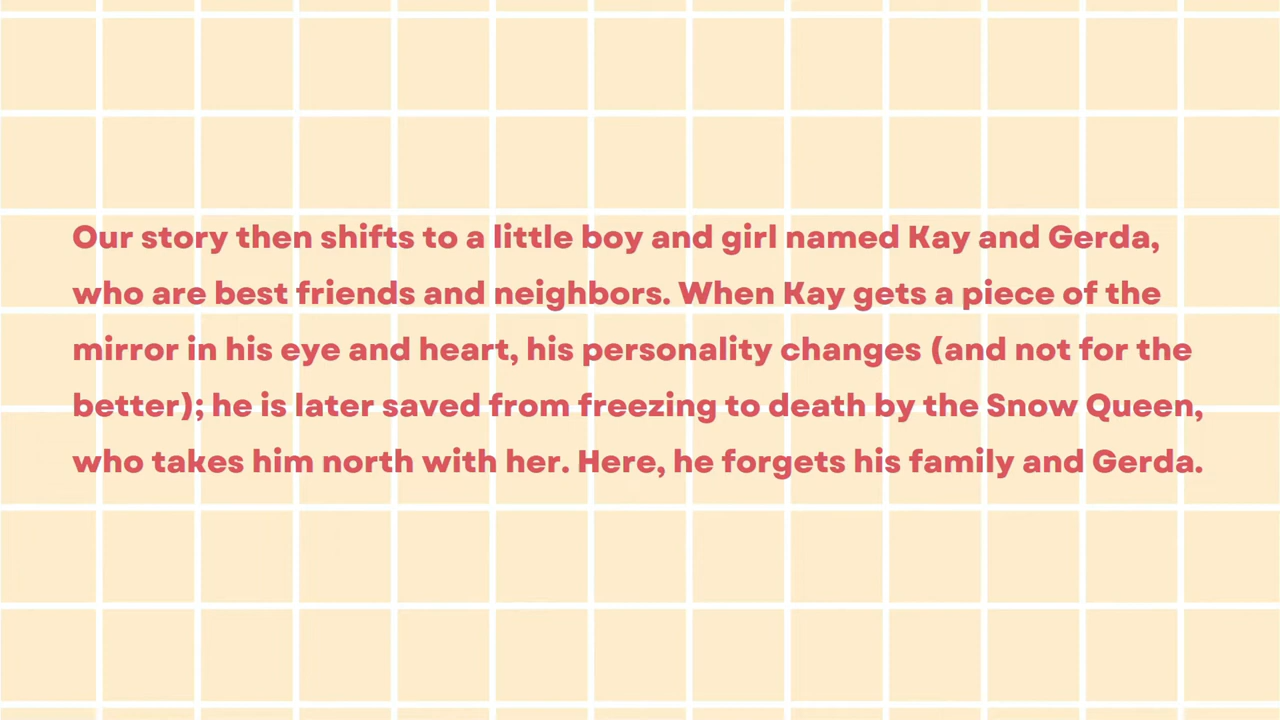 Our story then shifts to a little boy and girl named Kay and Gerda,
who are best friends and neighbors. When Kay gets a piece of the
mirror in his eye and heart, his personality changes (and not for the
better); he is later saved from freezing to death by the Snow Queen,
who takes him north with her. Here, he forgets his family and Gerda.